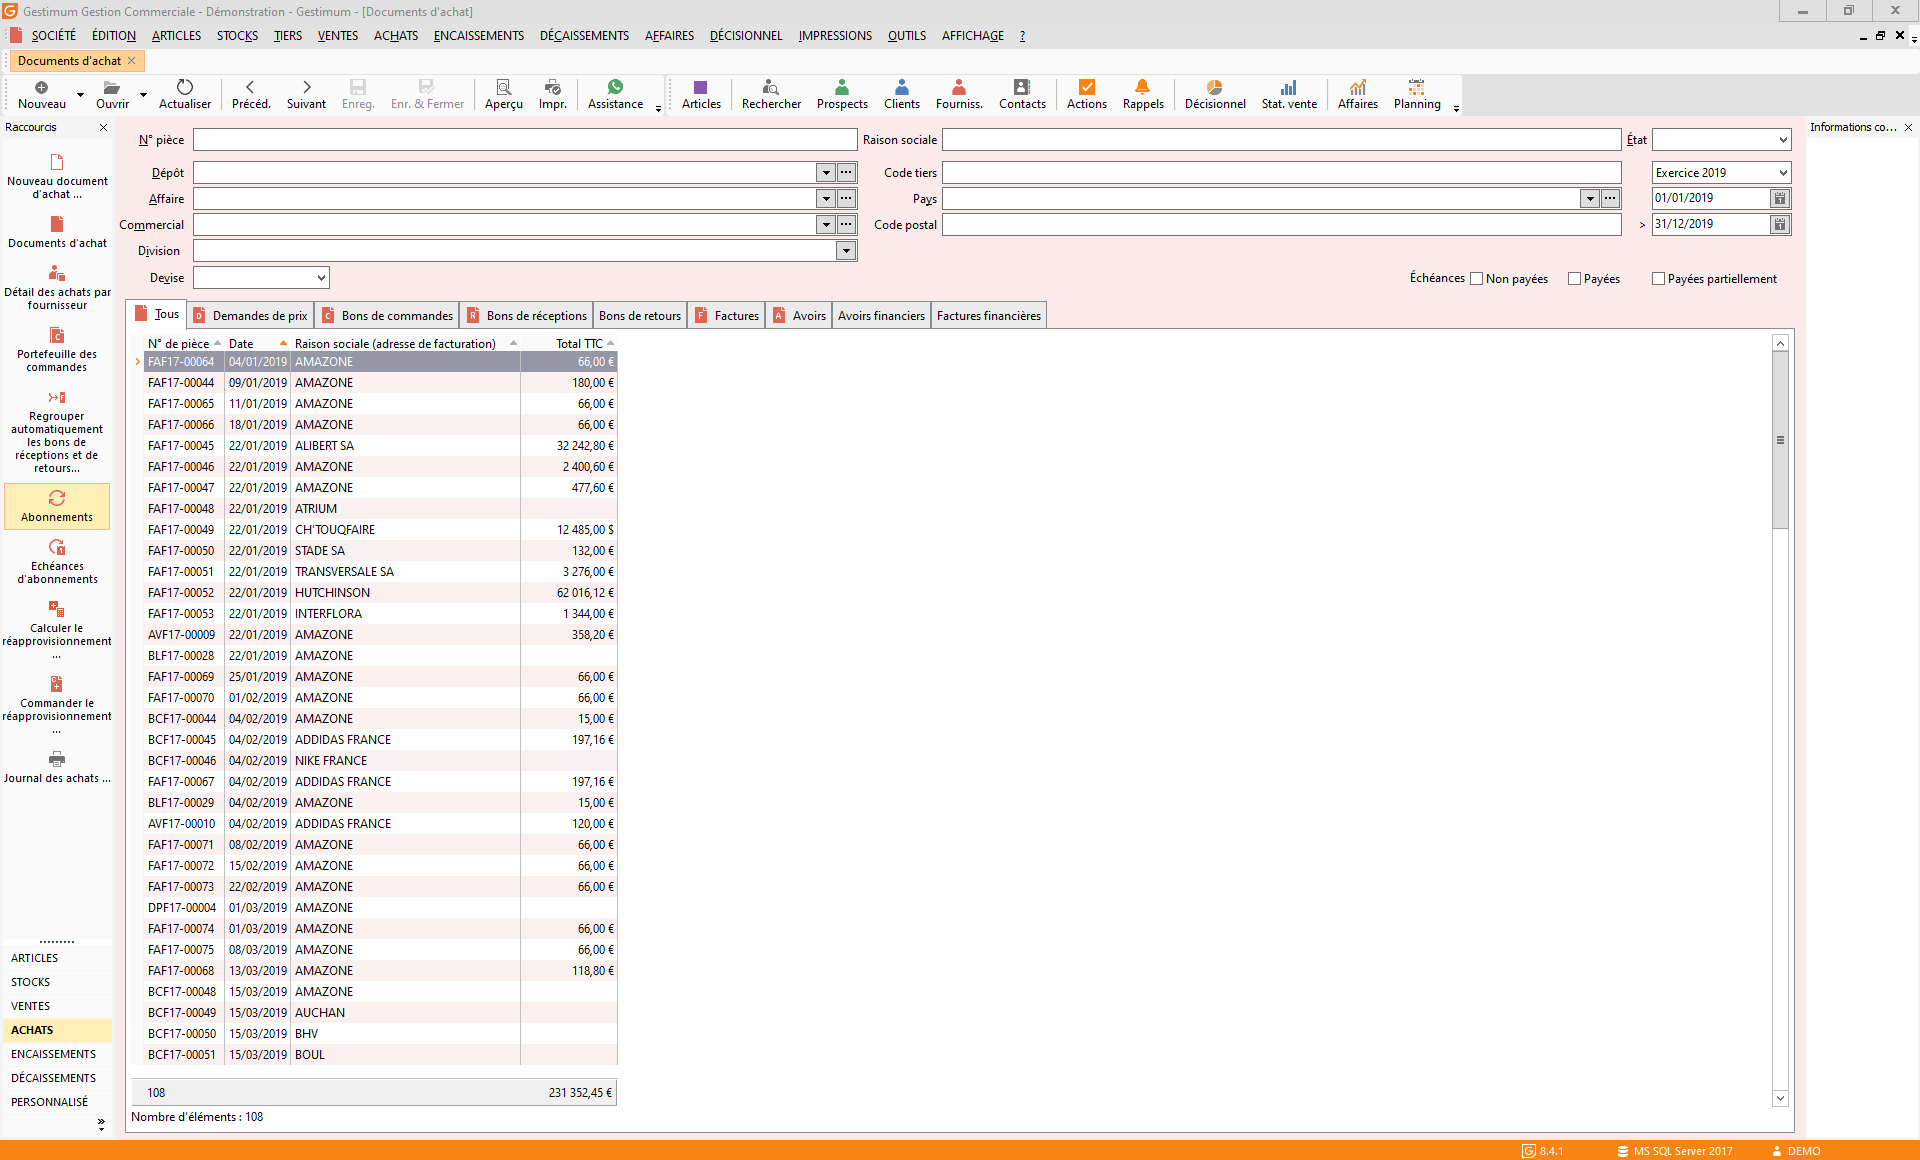 Gestimum Gestion Commerciale - Démonstration - Gestimum - [Documents d'achat]
SOCIÉTÉ ÉDITION ARTICLES STOCKS TIERS VENTES ACHATS ENCAISSEMENTS DÉCAISSEMENTS AFFAIRES DÉCISIONNEL IMPRESSIONS OUTILS AFFICHAGE ?
Documents d'achat
Nouveau Ouvrir Actualiser Précéd. Suivant Enreg. Enr. & Fermer Aperçu Impr. Assistance Articles Rechercher Prospects Clients Fourniss. Contacts Actions Rappels Décisionnel Stat. vente Affaires Planning
Raccourcis
Nouveau document
d'achat ...
Documents d'achat
Détail des achats par
fournisseur
Portefeuille des
commandes
Regrouper
automatiquement
les bons de
réceptions et de
retours...
Abonnements
Echéances
d'abonnements
Calculer le
réapprovisionnement
...
Commander le
réapprovisionnement
...
Journal des achats ...
ARTICLES
STOCKS
VENTES
ACHATS
ENCAISSEMENTS
DÉCAISSEMENTS
PERSONNALISÉ
N° pièce Raison sociale État
Dépôt Code tiers Exercice 2019
Affaire Pays 01/01/2019
Commercial Code postal > 31/12/2019
Division
Devise Échéances Non payées Payées Payées partiellement
Tous Demandes de prix Bons de commandes Bons de réceptions Bons de retours Factures Avoirs Avoirs financiers Factures financières
N° de pièce Date Raison sociale (adresse de facturation) Total TTC
FAF17-00064 04/01/2019 AMAZONE 66,00 €
FAF17-00044 09/01/2019 AMAZONE 180,00 €
FAF17-00065 11/01/2019 AMAZONE 66,00 €
FAF17-00066 18/01/2019 AMAZONE 66,00 €
FAF17-00045 22/01/2019 ALIBERT SA 32 242,80 €
FAF17-00046 22/01/2019 AMAZONE 2 400,60 €
FAF17-00047 22/01/2019 AMAZONE 477,60 €
FAF17-00048 22/01/2019 ATRIUM
FAF17-00049 22/01/2019 CH'TOUQFAIRE 12 485,00 $
FAF17-00050 22/01/2019 STADE SA 132,00 €
FAF17-00051 22/01/2019 TRANSVERSALE SA 3 276,00 €
FAF17-00052 22/01/2019 HUTCHINSON 62 016,12 €
FAF17-00053 22/01/2019 INTERFLORA 1 344,00 €
AVF17-00009 22/01/2019 AMAZONE 358,20 €
BLF17-00028 22/01/2019 AMAZONE
FAF17-00069 25/01/2019 AMAZONE 66,00 €
FAF17-00070 01/02/2019 AMAZONE 66,00 €
BCF17-00044 04/02/2019 AMAZONE 15,00 €
BCF17-00045 04/02/2019 ADDIDAS FRANCE 197,16 €
BCF17-00046 04/02/2019 NIKE FRANCE
FAF17-00067 04/02/2019 ADDIDAS FRANCE 197,16 €
BLF17-00029 04/02/2019 AMAZONE 15,00 €
AVF17-00010 04/02/2019 ADDIDAS FRANCE 120,00 €
FAF17-00071 08/02/2019 AMAZONE 66,00 €
FAF17-00072 15/02/2019 AMAZONE 66,00 €
FAF17-00073 22/02/2019 AMAZONE 66,00 €
DPF17-00004 01/03/2019 AMAZONE
FAF17-00074 01/03/2019 AMAZONE 66,00 €
FAF17-00075 08/03/2019 AMAZONE 66,00 €
FAF17-00068 13/03/2019 AMAZONE 118,80 €
BCF17-00048 15/03/2019 AMAZONE
BCF17-00049 15/03/2019 AUCHAN
BCF17-00050 15/03/2019 BHV
BCF17-00051 15/03/2019 BOUL
108 231 352,45 €
Nombre d'éléments : 108
Informations co...
8.4.1 MS SQL Server 2017 DEMO